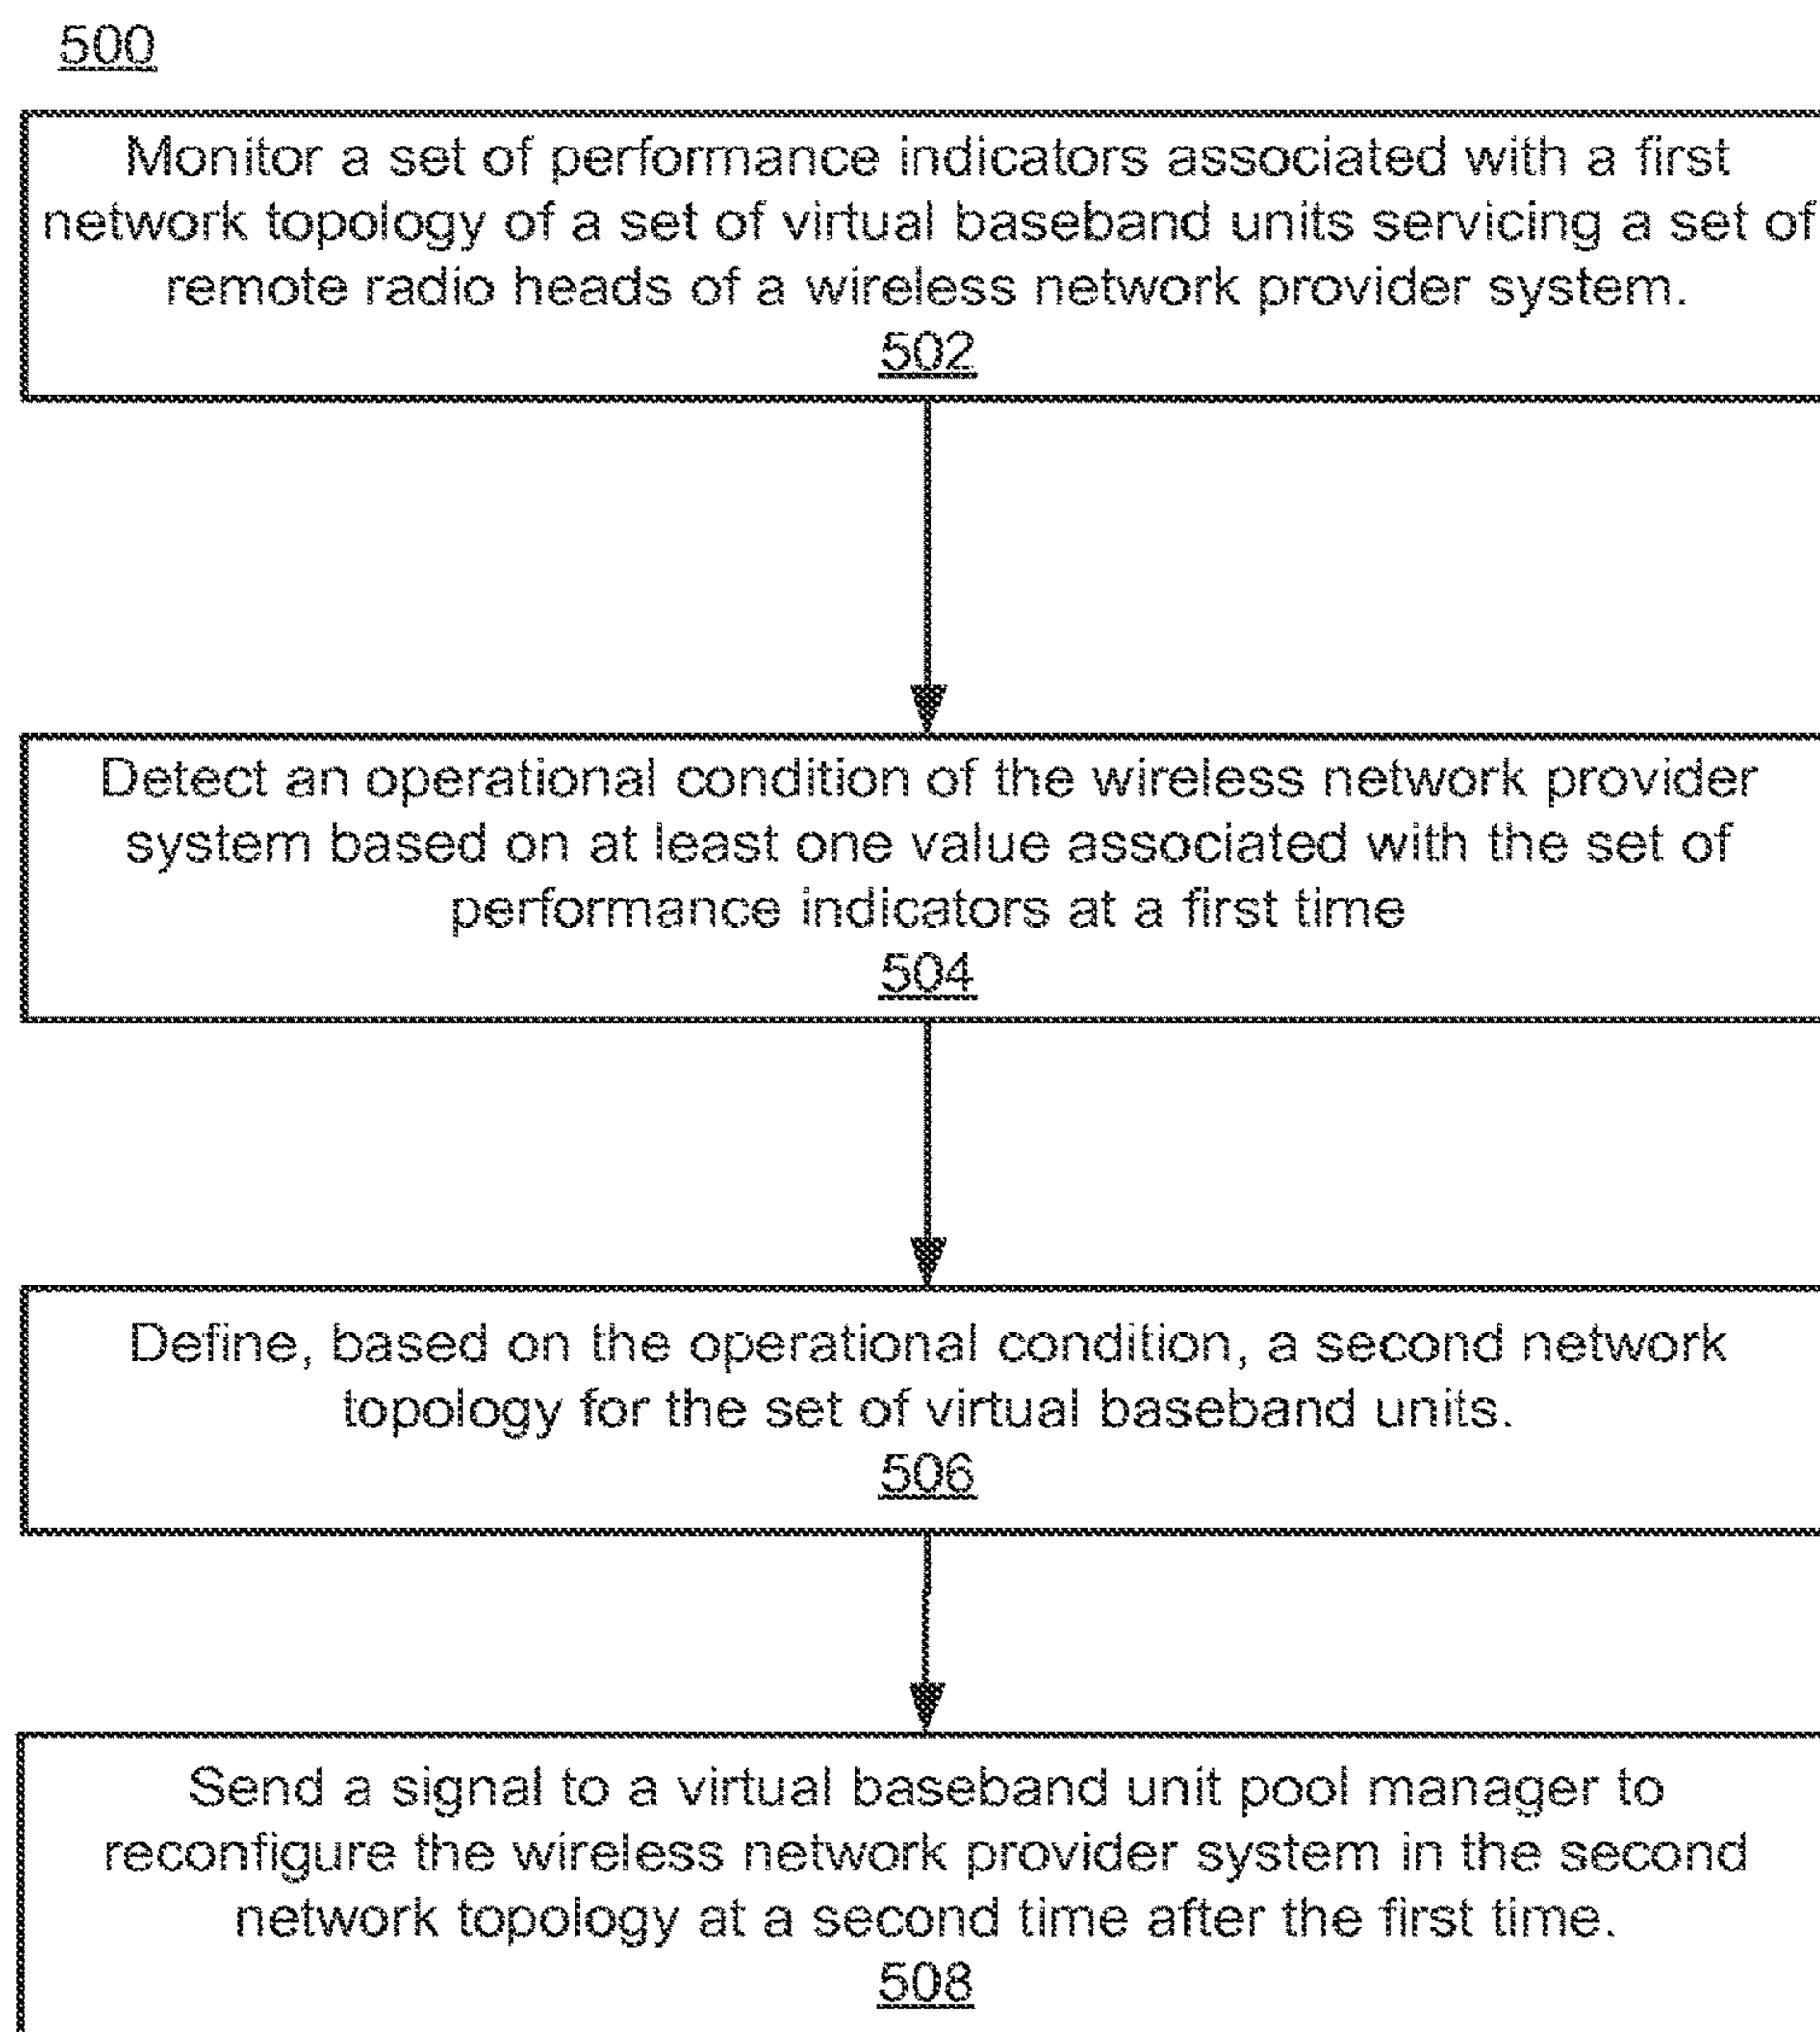 500
Monitor a set of performance indicators associated with a first
network topology of a set of virtual baseband units servicing a set of
remote radio heads of a wireless network provider system.
502
Detect an operational condition of the wireless network provider
system based on at least one value associated with the set of
performance indicators at a first time
504
Define, based on the operational condition, a second network
topology for the set of virtual baseband units.
506
Send a signal to a virtual baseband unit pool manager to
reconfigure the wireless network provider system in the second
network topology at a second time after the first time.
508